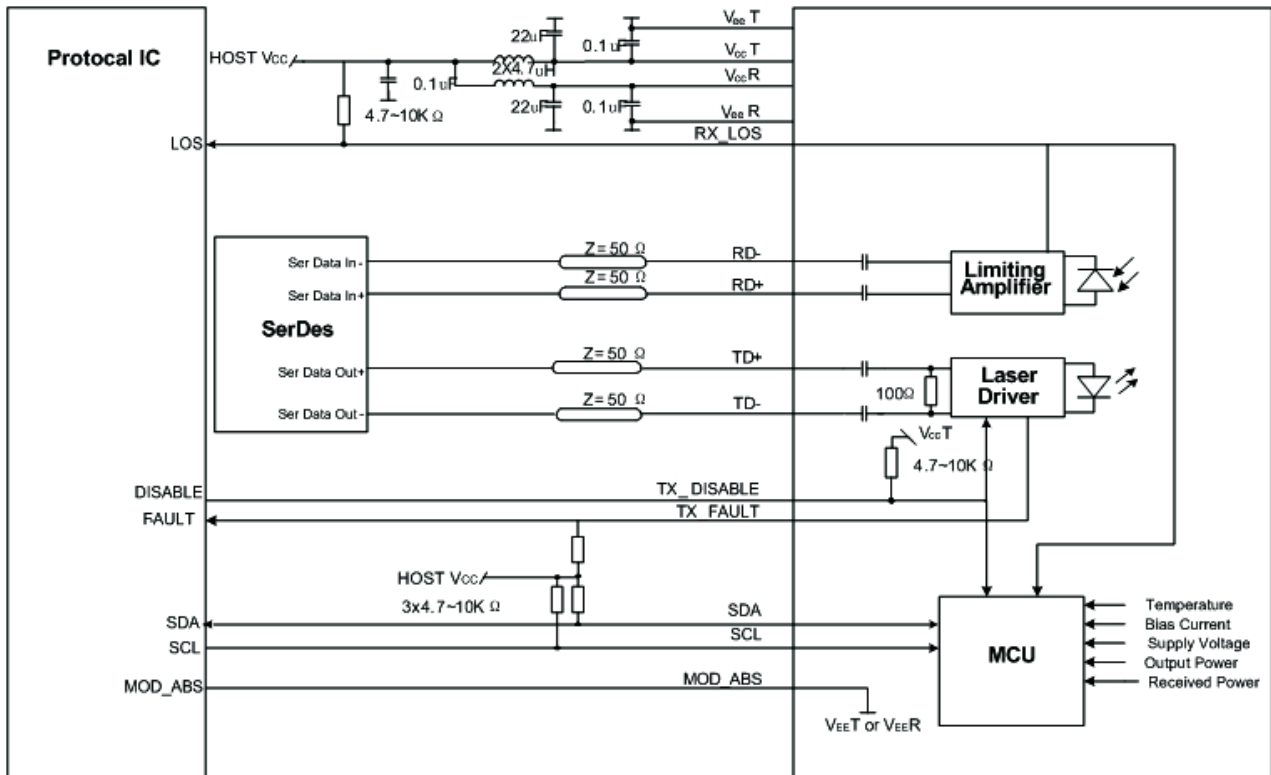 Protocal IC
HOST Vcc
22uF
0.1uF
VeeT
VccT
2X4.7uH
0.1uF
VccR
22uF
0.1uF
4.7~10K Ω
VeeR
LOS
RX_LOS
SerDes
Ser Data In-
Z=50 Ω
RD-
Ser Data In+
Z=50 Ω
RD+
Limiting
Amplifier
Ser Data Out+
Z=50 Ω
TD+
Ser Data Out-
Z=50 Ω
TD-
100Ω
Laser
Driver
VccT
4.7~10K Ω
DISABLE
TX_DISABLE
FAULT
TX_FAULT
HOST Vcc
3x4.7~10K Ω
SDA
SDA
SCL
SCL
MOD_ABS
MOD_ABS
VEET or VEER
MCU
Temperature
Bias Current
Supply Voltage
Output Power
Received Power